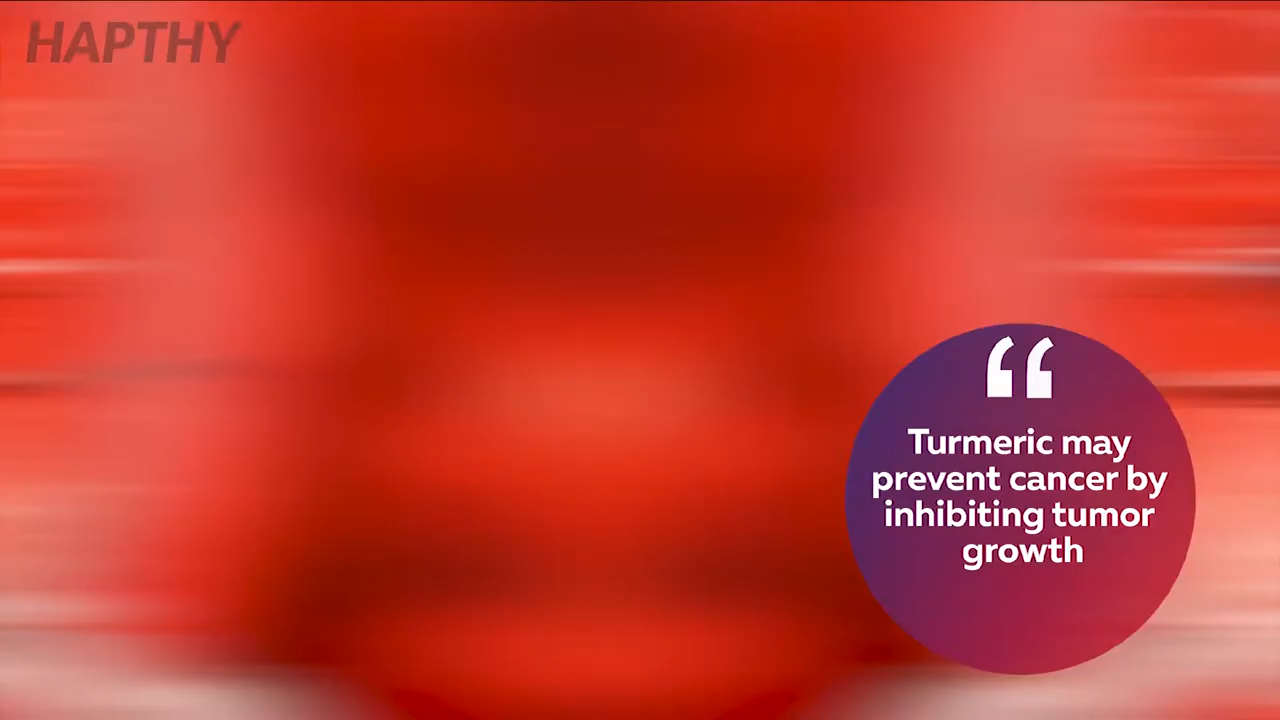 HAPTHY
“
Turmeric may
prevent cancer by
inhibiting tumor
growth